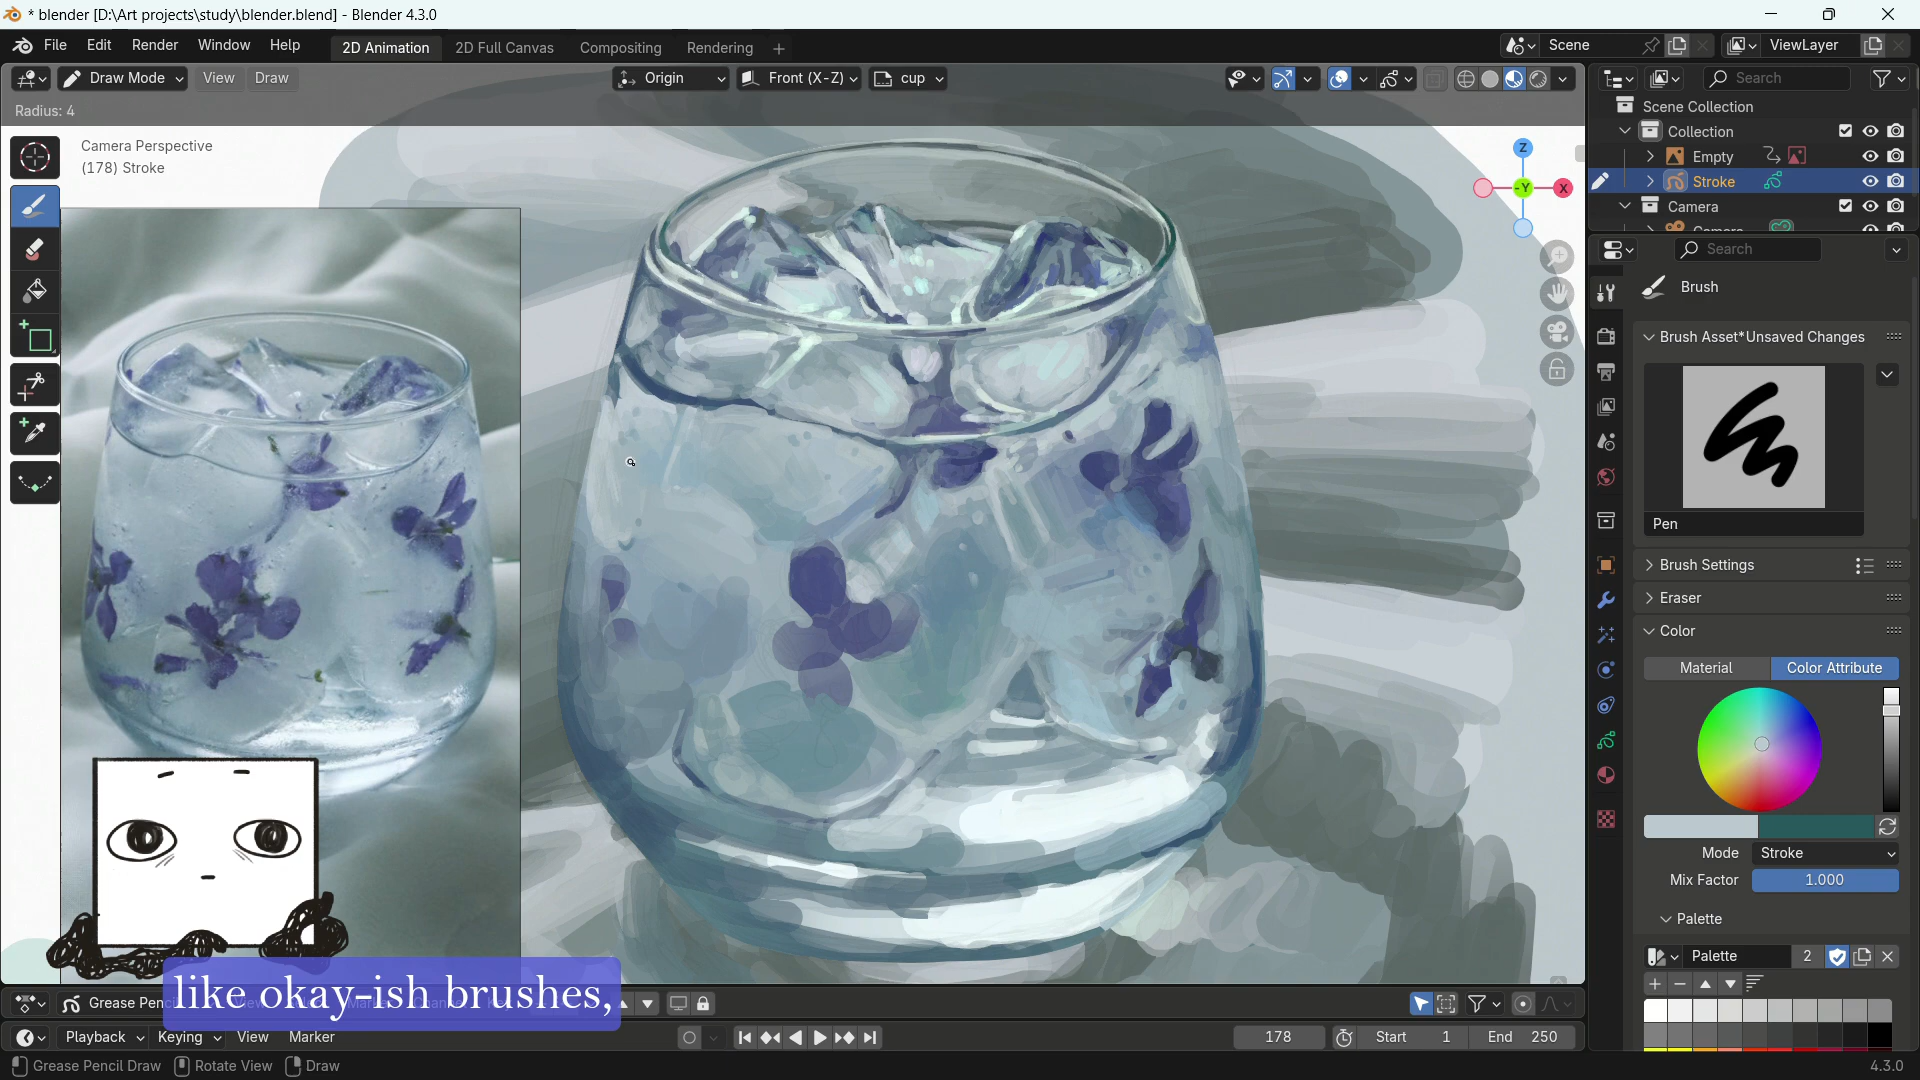 * blender [D:\Art projects\study\blender.blend] - Blender 4.3.0
File Edit Render Window Help 2D Animation 2D Full Canvas Compositing Rendering + Scene ViewLayer
Draw Mode View Draw Origin Front (X-Z) cup Search
Radius: 4
Scene Collection
Camera Perspective
(178) Stroke
Collection
Empty
Stroke
Camera
Z
-Y
X
Search
Brush
Brush Asset*Unsaved Changes
Pen
Brush Settings
Eraser
Color
Material Color Attribute
Mode Stroke
Mix Factor 1.000
Palette
Palette 2
like okay-ish brushes,
Playback Keying View Marker 178 Start 1 End 250
Grease Pencil Draw Rotate View Draw 4.3.0